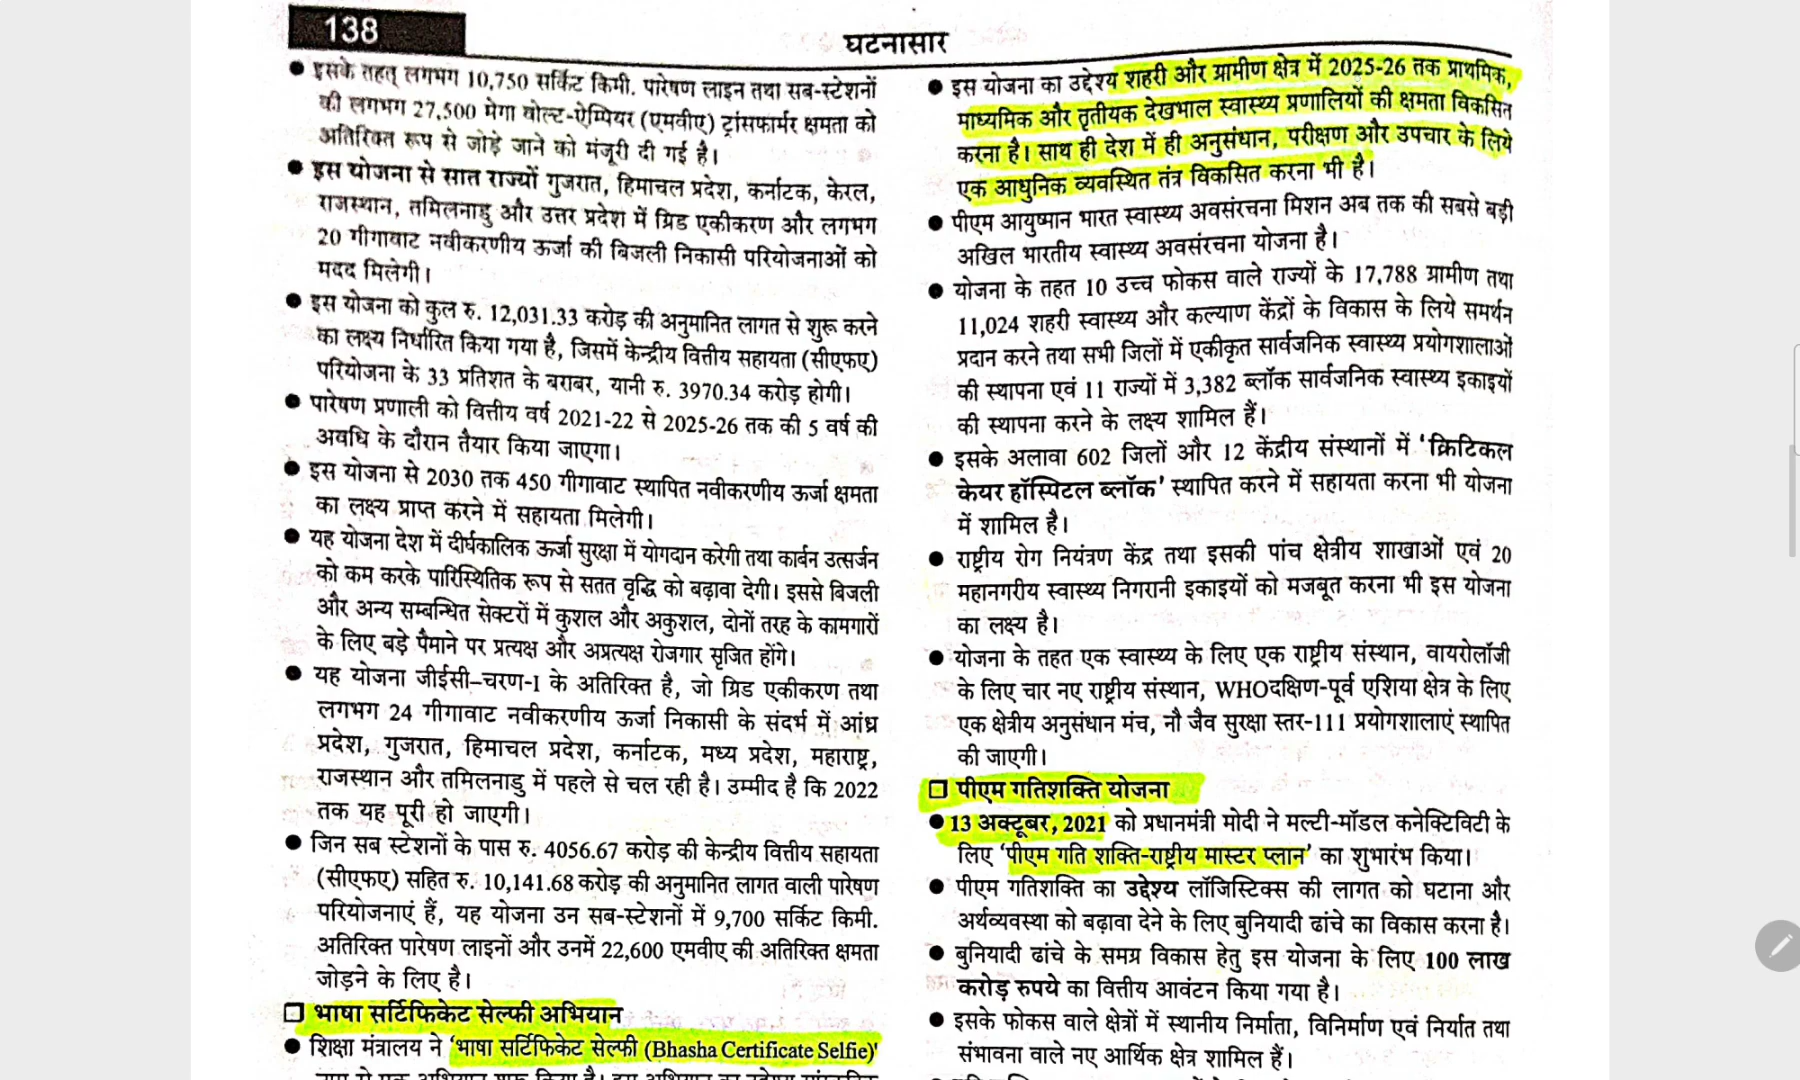 138
घटनासार
● इसके तहत् लगभग 10,750 सर्किट किमी. पारेषण लाइन तथा सब-स्टेशनों
की लगभग 27,500 मेगा वोल्ट-ऐम्पियर (एमवीए) ट्रांसफार्मर क्षमता को
अतिरिक्त रूप से जोड़े जाने को मंजूरी दी गई है।
● इस योजना से सात राज्यों गुजरात, हिमाचल प्रदेश, कर्नाटक, केरल,
राजस्थान, तमिलनाडु और उत्तर प्रदेश में ग्रिड एकीकरण और लगभग
20 गीगावाट नवीकरणीय ऊर्जा की बिजली निकासी परियोजनाओं को
मदद मिलेगी।
● इस योजना को कुल रु. 12,031.33 करोड़ की अनुमानित लागत से शुरू करने
का लक्ष्य निर्धारित किया गया है, जिसमें केन्द्रीय वित्तीय सहायता (सीएफए)
परियोजना के 33 प्रतिशत के बराबर, यानी रु. 3970.34 करोड़ होगी।
● पारेषण प्रणाली को वित्तीय वर्ष 2021-22 से 2025-26 तक की 5 वर्ष की
अवधि के दौरान तैयार किया जाएगा।
● इस योजना से 2030 तक 450 गीगावाट स्थापित नवीकरणीय ऊर्जा क्षमता
का लक्ष्य प्राप्त करने में सहायता मिलेगी।
● यह योजना देश में दीर्घकालिक ऊर्जा सुरक्षा में योगदान करेगी तथा कार्बन उत्सर्जन
को कम करके पारिस्थितिक रूप से सतत वृद्धि को बढ़ावा देगी। इससे बिजली
और अन्य सम्बन्धित सेक्टरों में कुशल और अकुशल, दोनों तरह के कामगारों
के लिए बड़े पैमाने पर प्रत्यक्ष और अप्रत्यक्ष रोजगार सृजित होंगे।
● यह योजना जीईसी–चरण-I के अतिरिक्त है, जो ग्रिड एकीकरण तथा
लगभग 24 गीगावाट नवीकरणीय ऊर्जा निकासी के संदर्भ में आंध्र
प्रदेश, गुजरात, हिमाचल प्रदेश, कर्नाटक, मध्य प्रदेश, महाराष्ट्र,
राजस्थान और तमिलनाडु में पहले से चल रही है। उम्मीद है कि 2022
तक यह पूरी हो जाएगी।
● जिन सब स्टेशनों के पास रु. 4056.67 करोड़ की केन्द्रीय वित्तीय सहायता
(सीएफए) सहित रु. 10,141.68 करोड़ की अनुमानित लागत वाली पारेषण
परियोजनाएं हैं, यह योजना उन सब-स्टेशनों में 9,700 सर्किट किमी.
अतिरिक्त पारेषण लाइनों और उनमें 22,600 एमवीए की अतिरिक्त क्षमता
जोड़ने के लिए है।
❑ भाषा सर्टिफिकेट सेल्फी अभियान
● शिक्षा मंत्रालय ने ‘भाषा सर्टिफिकेट सेल्फी (Bhasha Certificate Selfie)’
● इस योजना का उद्देश्य शहरी और ग्रामीण क्षेत्र में 2025-26 तक प्राथमिक,
माध्यमिक और तृतीयक देखभाल स्वास्थ्य प्रणालियों की क्षमता विकसित
करना है। साथ ही देश में ही अनुसंधान, परीक्षण और उपचार के लिये
एक आधुनिक व्यवस्थित तंत्र विकसित करना भी है।
● पीएम आयुष्मान भारत स्वास्थ्य अवसंरचना मिशन अब तक की सबसे बड़ी
अखिल भारतीय स्वास्थ्य अवसंरचना योजना है।
● योजना के तहत 10 उच्च फोकस वाले राज्यों के 17,788 ग्रामीण तथा
11,024 शहरी स्वास्थ्य और कल्याण केंद्रों के विकास के लिये समर्थन
प्रदान करने तथा सभी जिलों में एकीकृत सार्वजनिक स्वास्थ्य प्रयोगशालाओं
की स्थापना एवं 11 राज्यों में 3,382 ब्लॉक सार्वजनिक स्वास्थ्य इकाइयों
की स्थापना करने के लक्ष्य शामिल हैं।
● इसके अलावा 602 जिलों और 12 केंद्रीय संस्थानों में ‘क्रिटिकल
केयर हॉस्पिटल ब्लॉक’ स्थापित करने में सहायता करना भी योजना
में शामिल है।
● राष्ट्रीय रोग नियंत्रण केंद्र तथा इसकी पांच क्षेत्रीय शाखाओं एवं 20
महानगरीय स्वास्थ्य निगरानी इकाइयों को मजबूत करना भी इस योजना
का लक्ष्य है।
● योजना के तहत एक स्वास्थ्य के लिए एक राष्ट्रीय संस्थान, वायरोलॉजी
के लिए चार नए राष्ट्रीय संस्थान, WHOदक्षिण-पूर्व एशिया क्षेत्र के लिए
एक क्षेत्रीय अनुसंधान मंच, नौ जैव सुरक्षा स्तर-111 प्रयोगशालाएं स्थापित
की जाएगी।
❑ पीएम गतिशक्ति योजना
● 13 अक्टूबर, 2021 को प्रधानमंत्री मोदी ने मल्टी-मॉडल कनेक्टिविटी के
लिए ‘पीएम गति शक्ति-राष्ट्रीय मास्टर प्लान’ का शुभारंभ किया।
● पीएम गतिशक्ति का उद्देश्य लॉजिस्टिक्स की लागत को घटाना और
अर्थव्यवस्था को बढ़ावा देने के लिए बुनियादी ढांचे का विकास करना है।
● बुनियादी ढांचे के समग्र विकास हेतु इस योजना के लिए 100 लाख
करोड़ रुपये का वित्तीय आवंटन किया गया है।
● इसके फोकस वाले क्षेत्रों में स्थानीय निर्माता, विनिर्माण एवं निर्यात तथा
संभावना वाले नए आर्थिक क्षेत्र शामिल हैं।